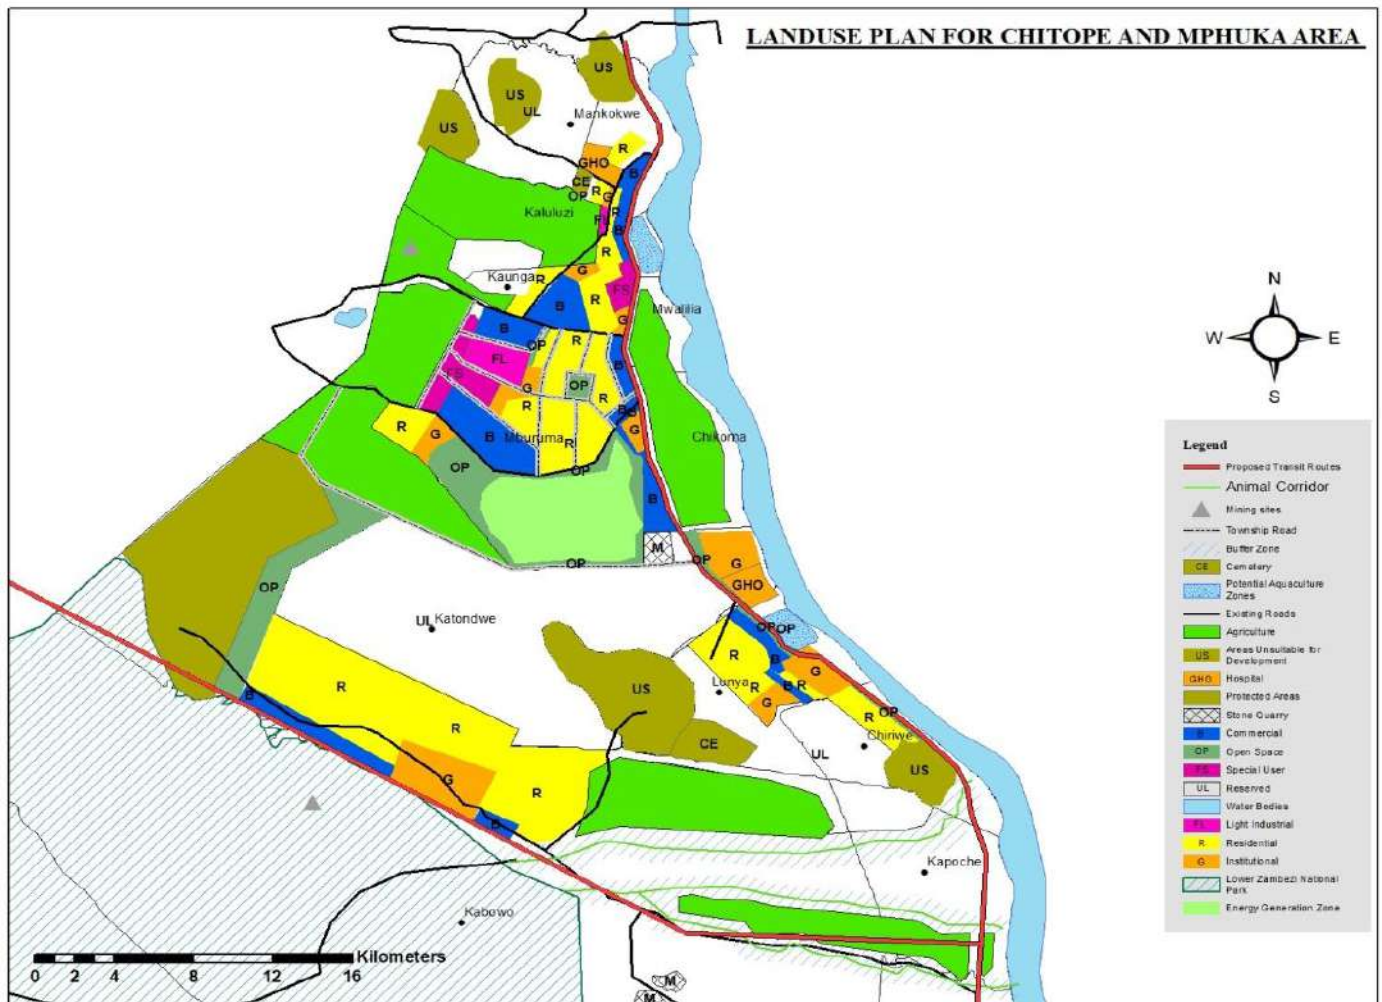 LANDUSE PLAN FOR CHITOPE AND MPHUKA AREA
US
US
UL
Mankokwe
US
R
GHO
B
CE
OP
R
G
Kaluluzi
R
B
R
G
Kaunga
R
FS
B
R
Mwalilia
G
B
OP
R
FL
B
FS
G
OP
R
R
B
R
G
B
Mburuma
R
G
Chikoma
OP
OP
B
M
OP
OP
G
GHO
OP
UL
Katondwe
OP
OP
R
B
G
R
US
Lunya
R
B
R
G
B
R
OP
R
Chiriwe
CE
UL
US
G
R
B
Kapoche
Kabowo
M
M
Kilometers
0 2 4 8 12 16
N
W
E
S
Legend
Proposed Transit Routes
Animal Corridor
Mining sites
Township Road
Buffer Zone
CE Cemetery
Potential Aquaculture
Zones
Existing Roads
Agriculture
US Areas Unsuitable for
Development
GHO Hospital
Protected Areas
Stone Quarry
B Commercial
OP Open Space
FS Special User
UL Reserved
Water Bodies
FL Light Industrial
R Residential
G Institutional
Lower Zambezi National
Park
Energy Generation Zone